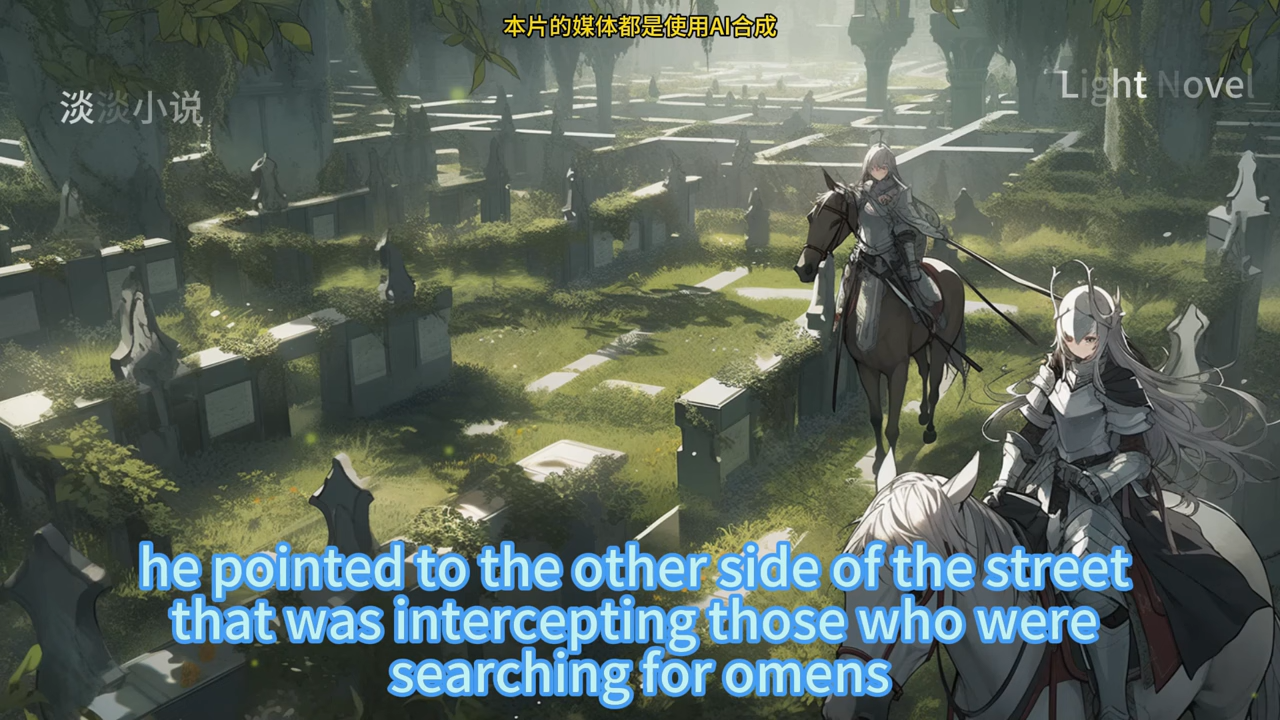 本片的媒体都是使用AI合成
淡淡小说
Light Novel
he pointed to the other side of the street
that was intercepting those who were
searching for omens